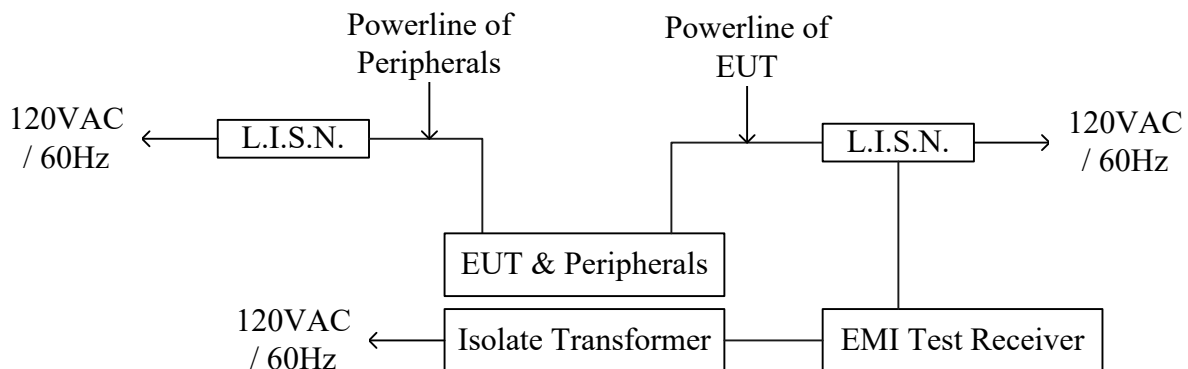 Powerline of
Peripherals
Powerline of
EUT
120VAC
/ 60Hz
L.I.S.N.
L.I.S.N.
120VAC
/ 60Hz
EUT & Peripherals
120VAC
/ 60Hz
Isolate Transformer
EMI Test Receiver